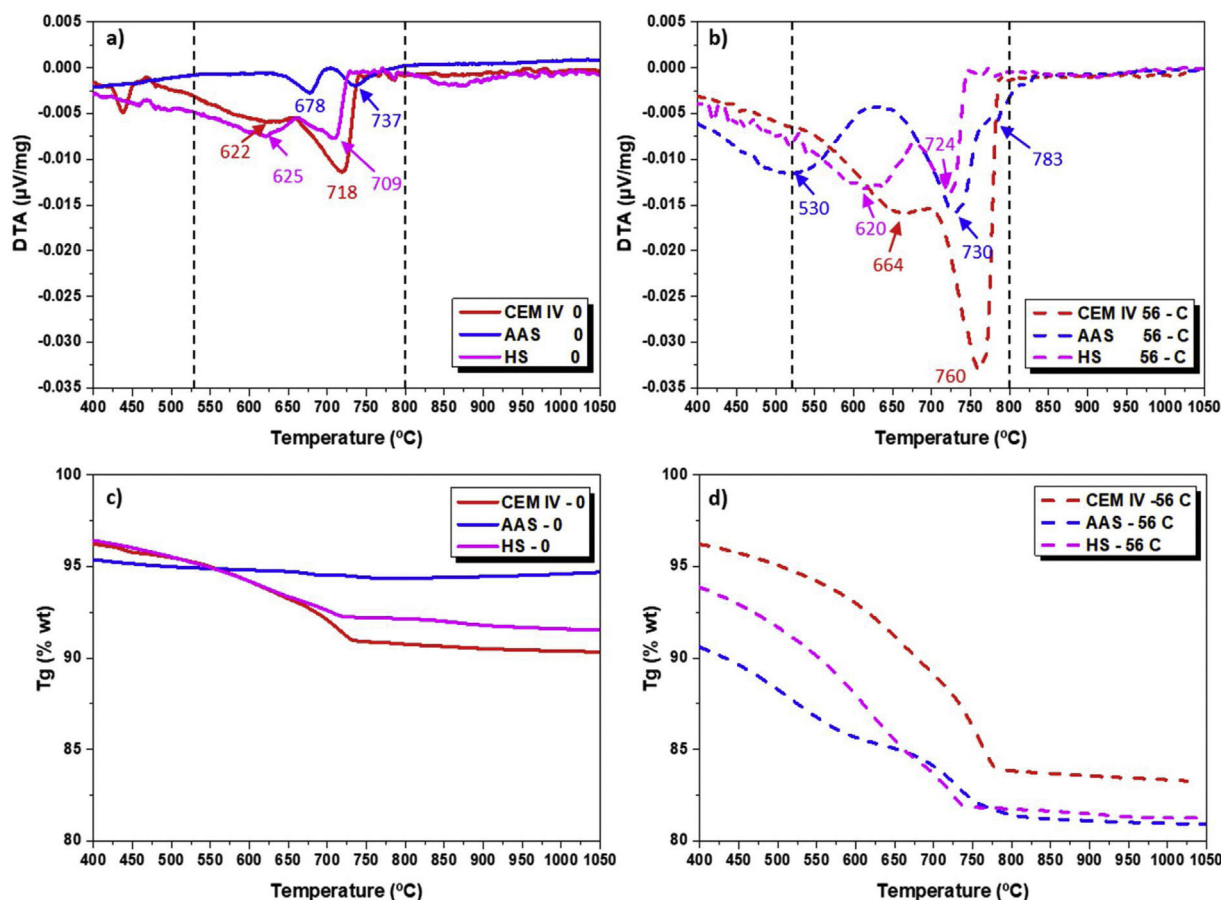 a)
0.005
0.000
-0.005
-0.010
-0.015
-0.020
-0.025
-0.030
-0.035
DTA (µV/mg)
678
737
622
625
718
709
CEM IV 0
AAS 0
HS 0
400 450 500 550 600 650 700 750 800 850 900 950 1000 1050
Temperature (ºC)
b)
0.005
0.000
-0.005
-0.010
-0.015
-0.020
-0.025
-0.030
-0.035
DTA (µV/mg)
724
783
530
620
730
664
760
CEM IV 56 - C
AAS 56 - C
HS 56 - C
400 450 500 550 600 650 700 750 800 850 900 950 1000 1050
Temperature (ºC)
c)
100
95
90
85
80
Tg (% wt)
CEM IV - 0
AAS - 0
HS - 0
400 450 500 550 600 650 700 750 800 850 900 950 1000 1050
Temperature (ºC)
d)
100
95
90
85
80
Tg (% wt)
CEM IV -56 C
AAS - 56 C
HS - 56 C
400 450 500 550 600 650 700 750 800 850 900 950 1000 1050
Temperature (ºC)